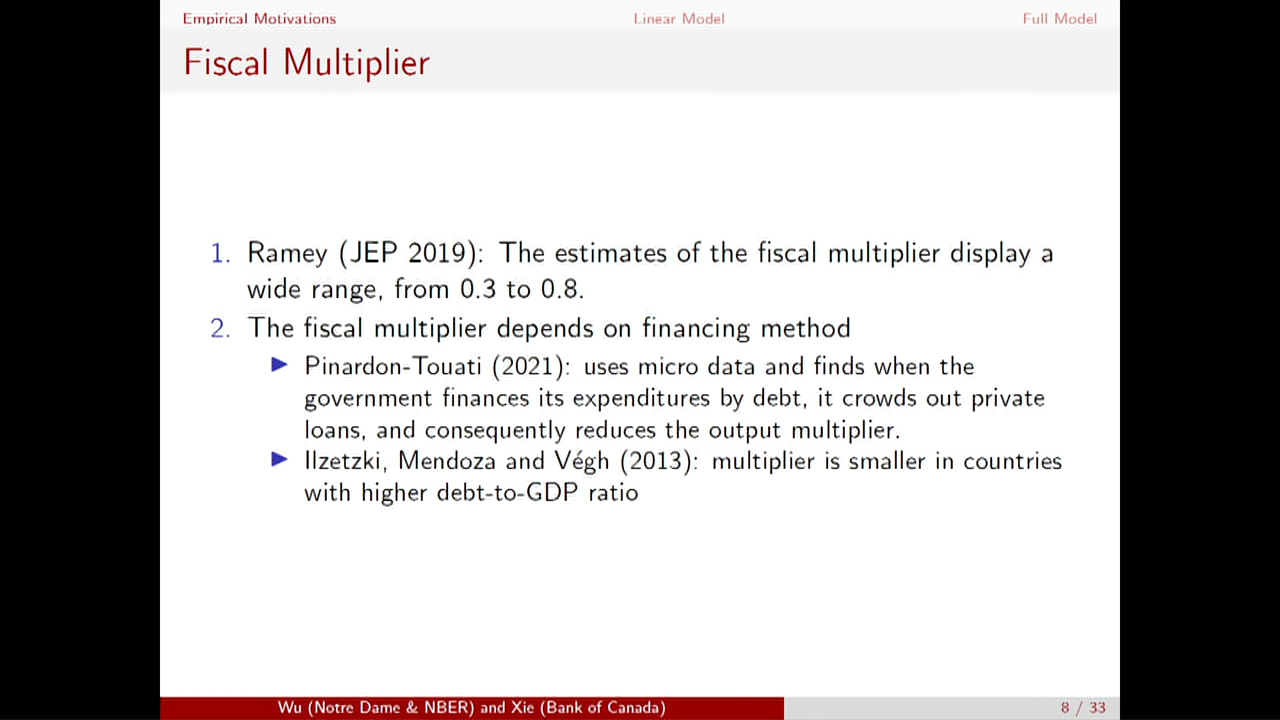 Empirical Motivations Linear Model Full Model
Fiscal Multiplier
1. Ramey (JEP 2019): The estimates of the fiscal multiplier display a
wide range, from 0.3 to 0.8.
2. The fiscal multiplier depends on financing method
▶ Pinardon-Touati (2021): uses micro data and finds when the
government finances its expenditures by debt, it crowds out private
loans, and consequently reduces the output multiplier.
▶ Ilzetzki, Mendoza and Végh (2013): multiplier is smaller in countries
with higher debt-to-GDP ratio
Wu (Notre Dame & NBER) and Xie (Bank of Canada) 8 / 33